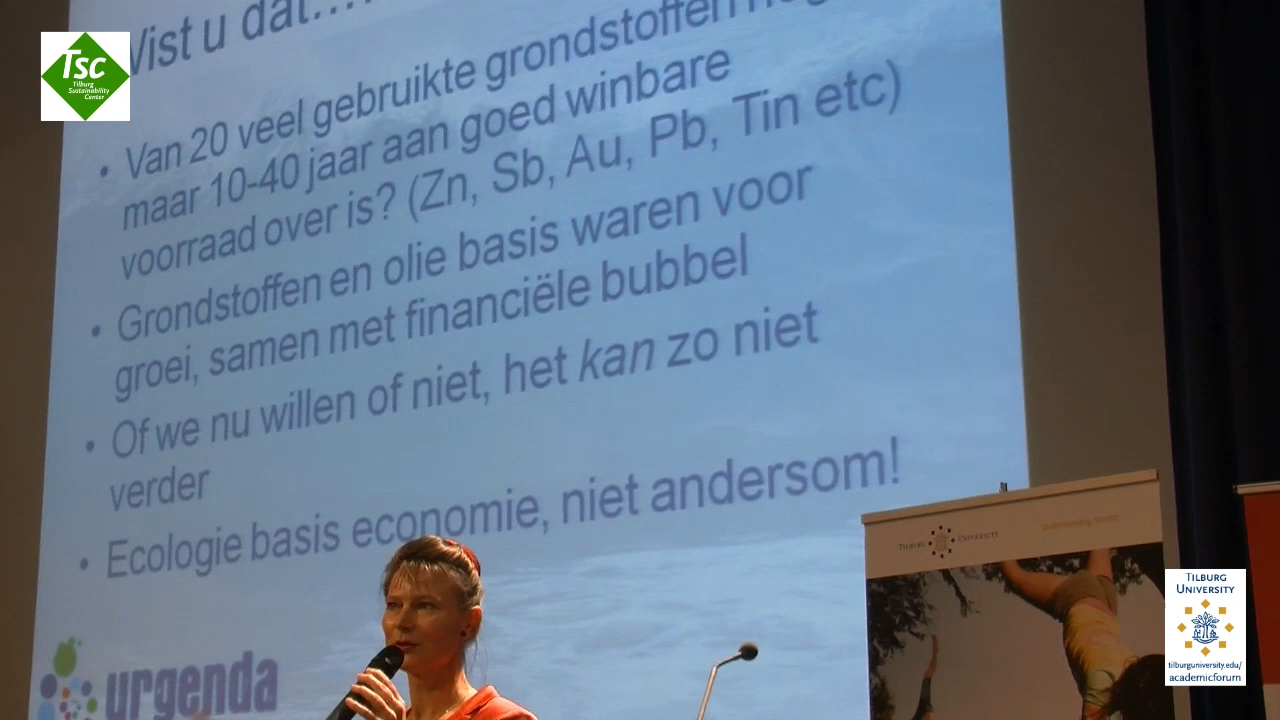 Wist u dat....
Van 20 veel gebruikte grondstoffen nog
maar 10-40 jaar aan goed winbare
voorraad over is? (Zn, Sb, Au, Pb, Tin etc)
Grondstoffen en olie basis waren voor
groei, samen met financiële bubbel
Of we nu willen of niet, het kan zo niet
verder
Ecologie basis economie, niet andersom!
urgenda
Tsc
Tilburg
Sustainability
Center
TILBURG UNIVERSITY
Understanding Society
TILBURG
UNIVERSITY
tilburguniversity.edu/
academicforum